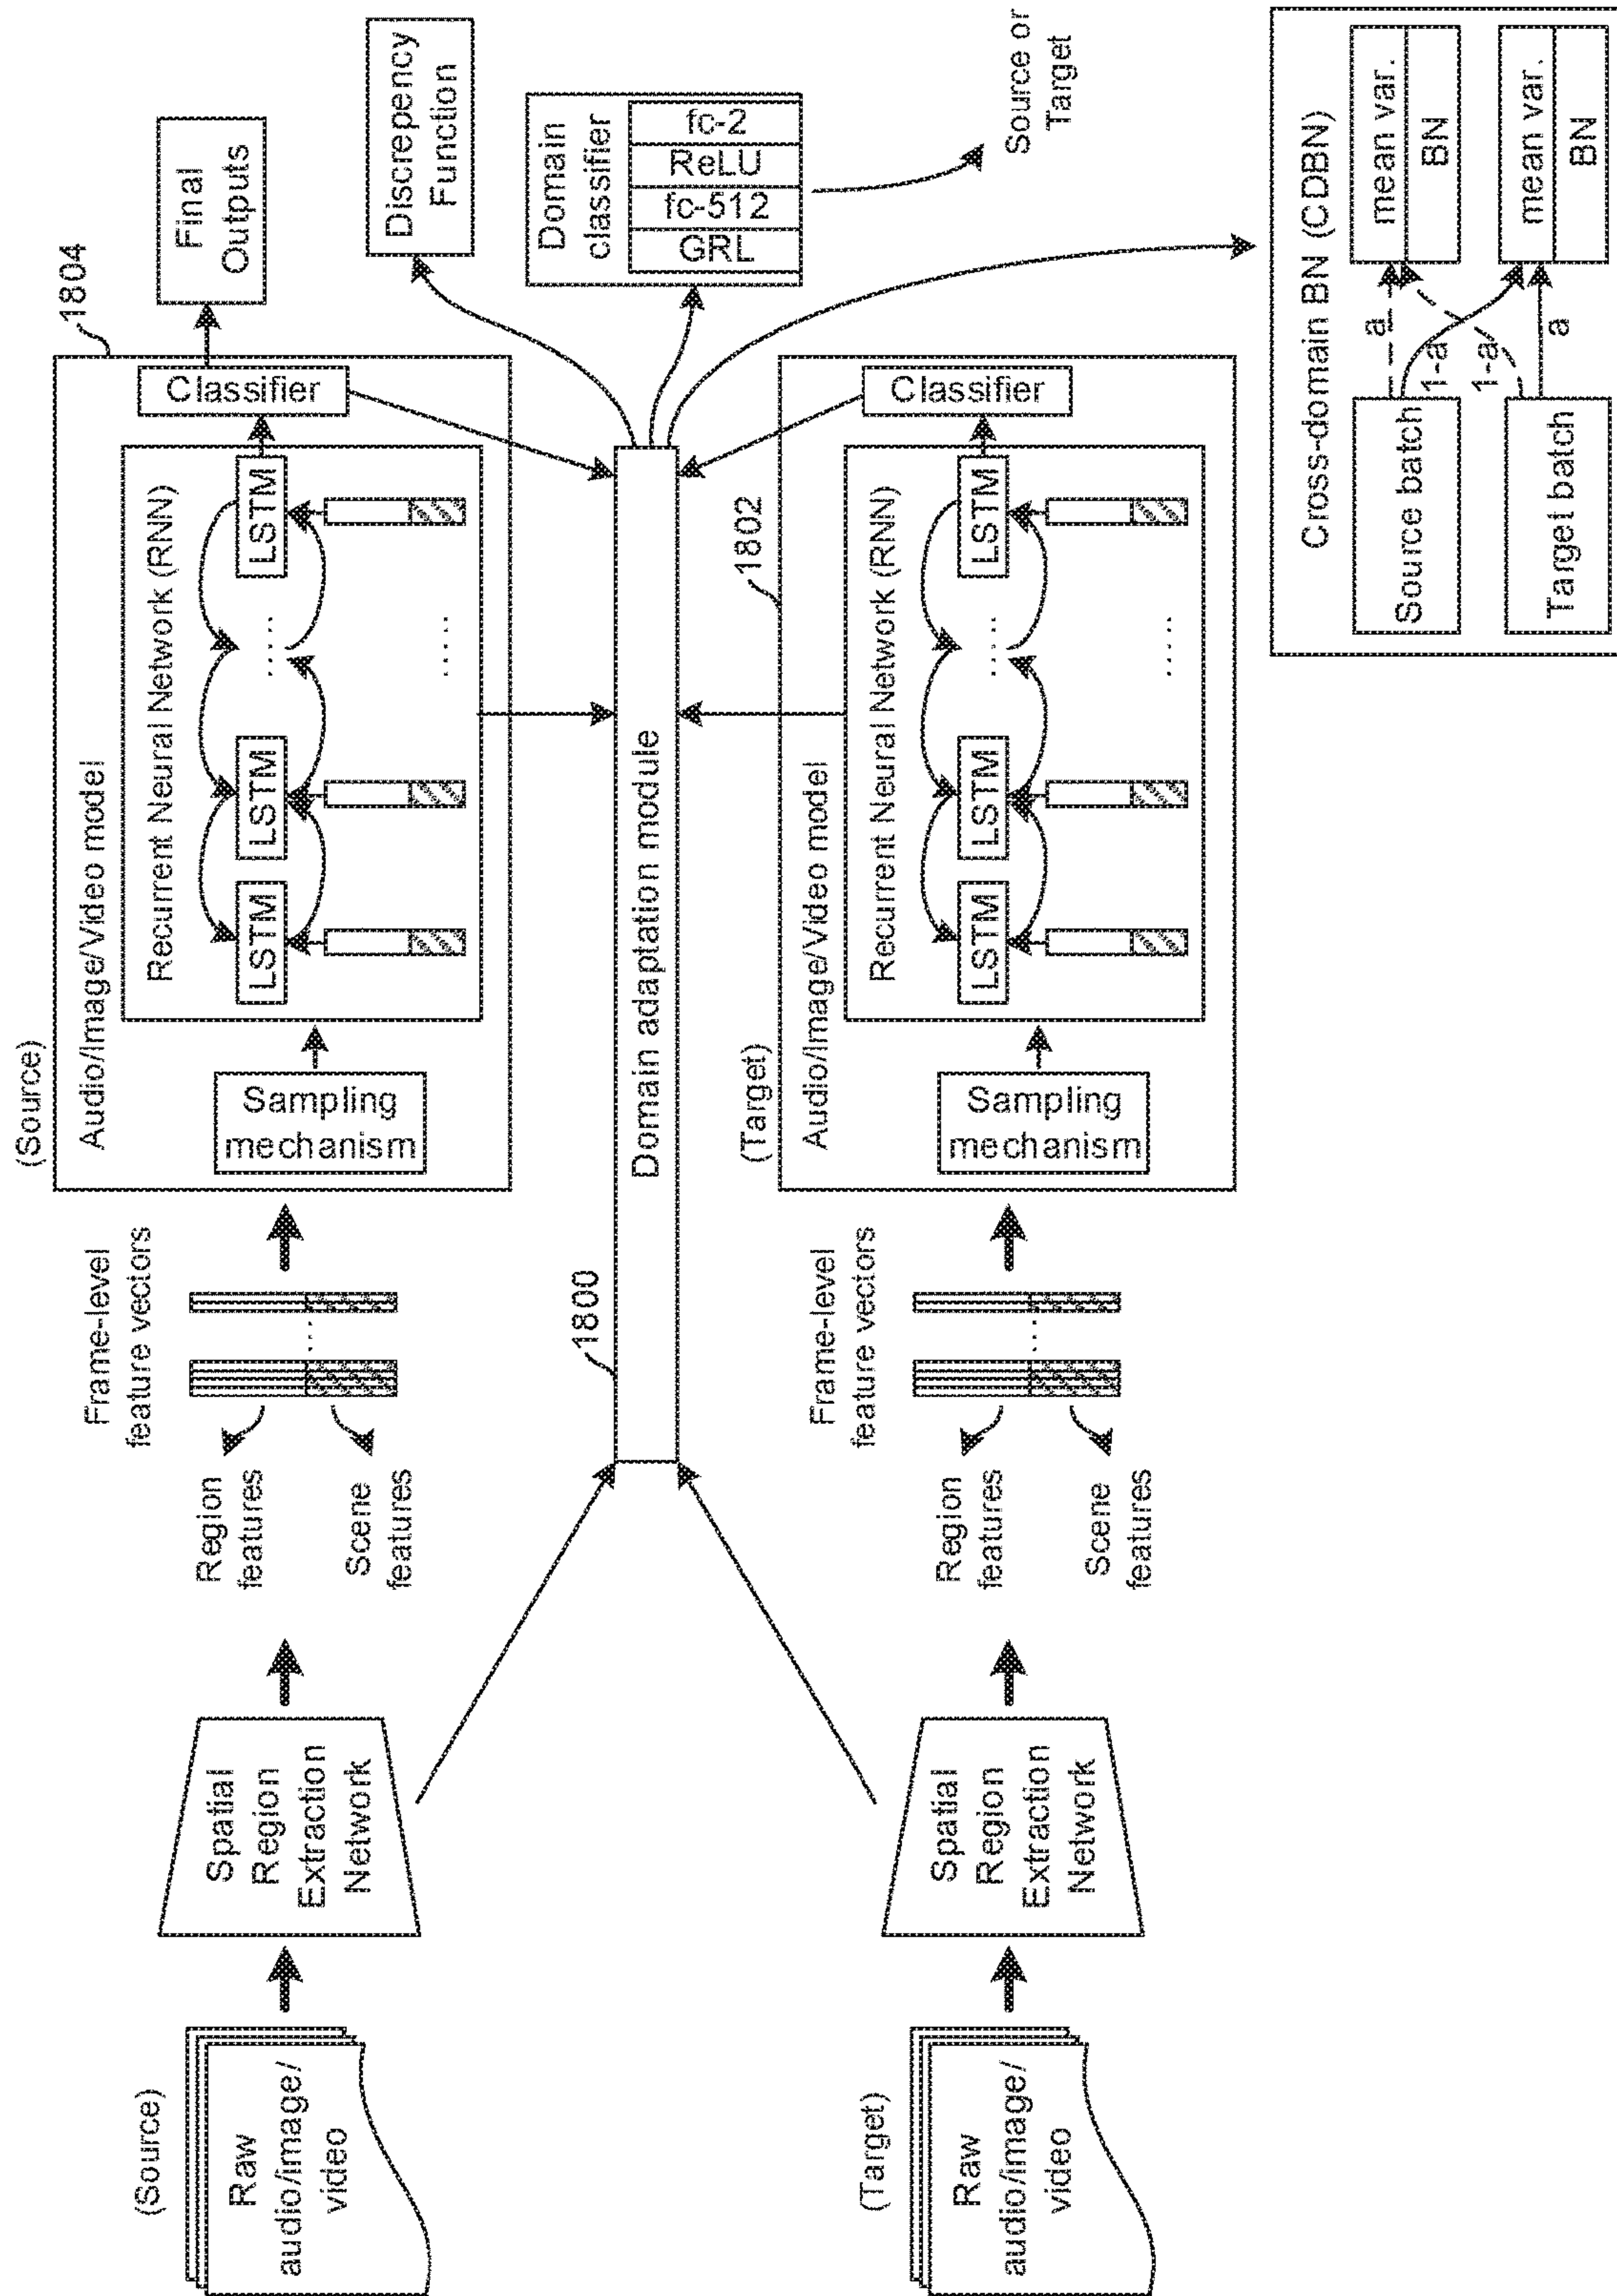 (Source)
Raw
audio/image/
video
Spatial
Region
Extraction
Network
Region
features
Scene
features
Frame-level
feature vectors
....
(Source)
1804
Audio/Image/Video model
Sampling
mechanism
Recurrent Neural Network (RNN)
LSTM
LSTM
.....
LSTM
.....
Classifier
Final
Outputs
1800
Domain adaptation module
Discrepency
Function
Domain
classifier
GRL
fc-512
ReLU
fc-2
Source or
Target
(Target)
Raw
audio/image/
video
Spatial
Region
Extraction
Network
Region
features
Scene
features
Frame-level
feature vectors
....
(Target)
1802
Audio/Image/Video model
Sampling
mechanism
Recurrent Neural Network (RNN)
LSTM
LSTM
.....
LSTM
.....
Classifier
Cross-domain BN (CDBN)
Source batch
Target batch
a
1-a
1-a
a
mean var.
BN
mean var.
BN